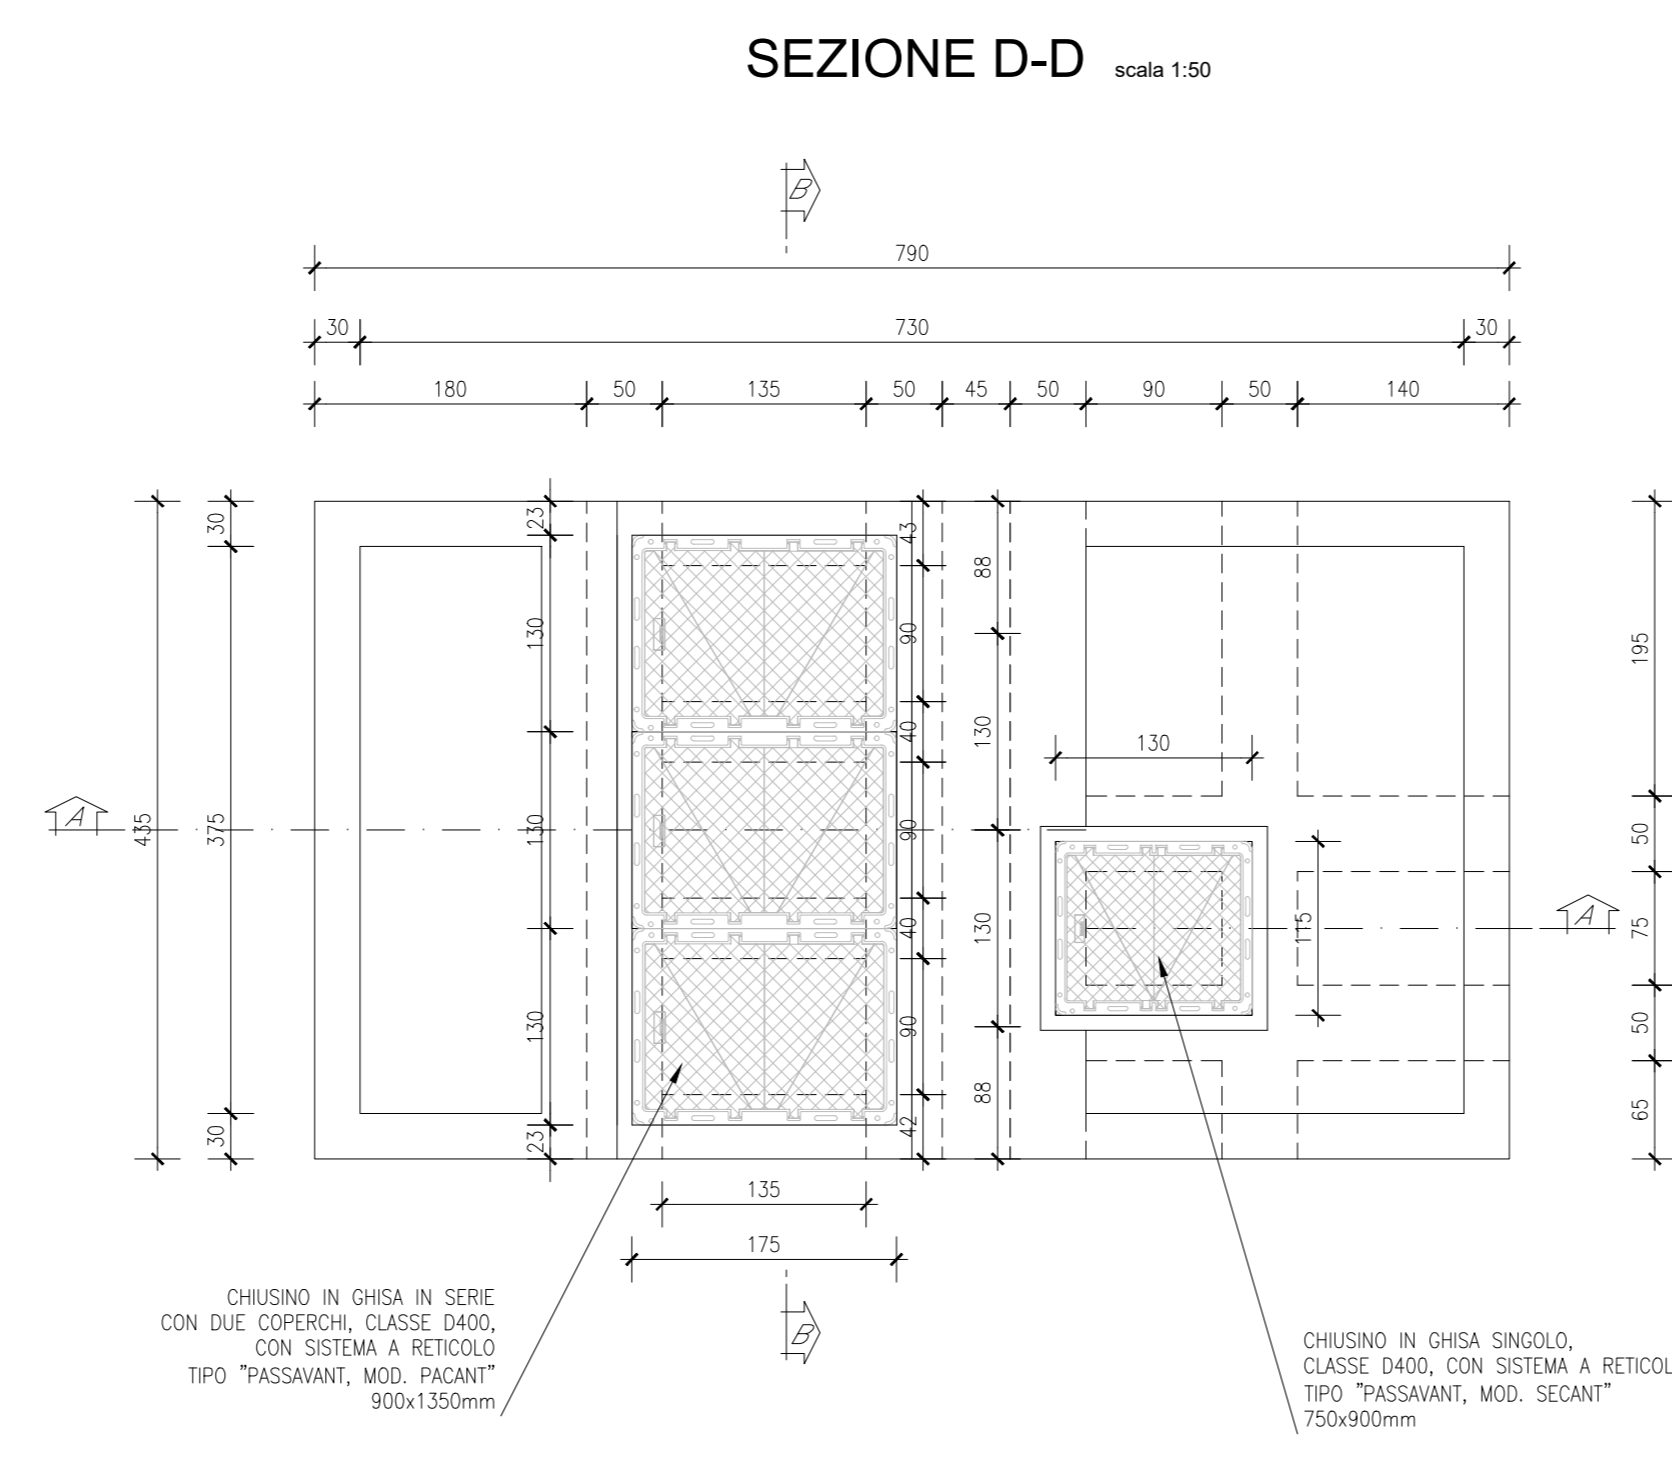 SEZIONE D-D scala 1:50
B
790
30 730 30
180 50 135 50 45 50 90 50 140
30 23 43
88
130 90 195
40
130 130
A 435 375 130 90 50
115 A
40 130 75
130 90 50
88 65
30 23 42
135
175
B
CHIUSINO IN GHISA IN SERIE
CON DUE COPERCHI, CLASSE D400,
CON SISTEMA A RETICOLO
TIPO "PASSAVANT, MOD. PACANT"
900x1350mm
CHIUSINO IN GHISA SINGOLO,
CLASSE D400, CON SISTEMA A RETICOL
TIPO "PASSAVANT, MOD. SECANT"
750x900mm